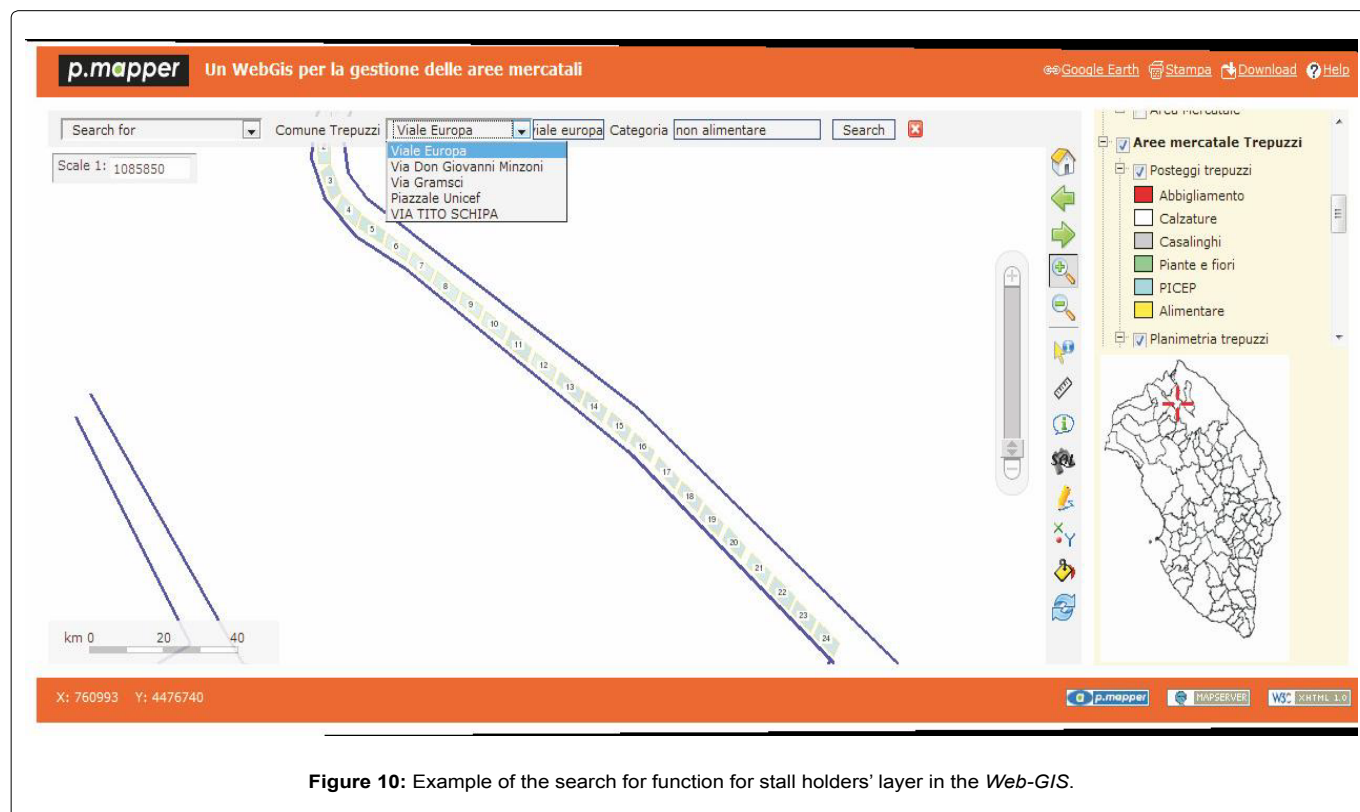 p.mapper Un WebGis per la gestione delle aree mercatali Google Earth Stampa Download Help
Search for Comune Trepuzzi Viale Europa viale europa Categoria non alimentare Search
Viale Europa
Via Don Giovanni Minzoni
Via Gramsci
Piazzale Unicef
VIA TITO SCHIPA
Scale 1: 1085850
2
3
4
5
6
7
8
9
10
11
12
13
14
15
16
17
18
19
20
21
22
23
24
km 0 20 40
SQL
X
Y
Area Mercatale
Aree mercatale Trepuzzi
Posteggi trepuzzi
Abbigliamento
Calzature
Casalinghi
Piante e fiori
PICEP
Alimentare
Planimetria trepuzzi
X: 760993 Y: 4476740
p.mapper MAPSERVER W3C XHTML 1.0
Figure 10: Example of the search for function for stall holders' layer in the Web-GIS.